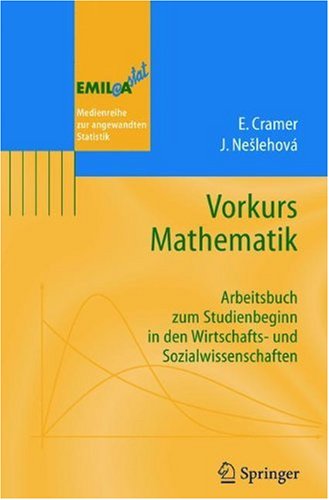 EMIL@A stat
Medienreihe
zur angewandten
Statistik
E. Cramer
J. Nešlehová
Vorkurs
Mathematik
Arbeitsbuch
zum Studienbeginn
in den Wirtschafts- und
Sozialwissenschaften
Springer